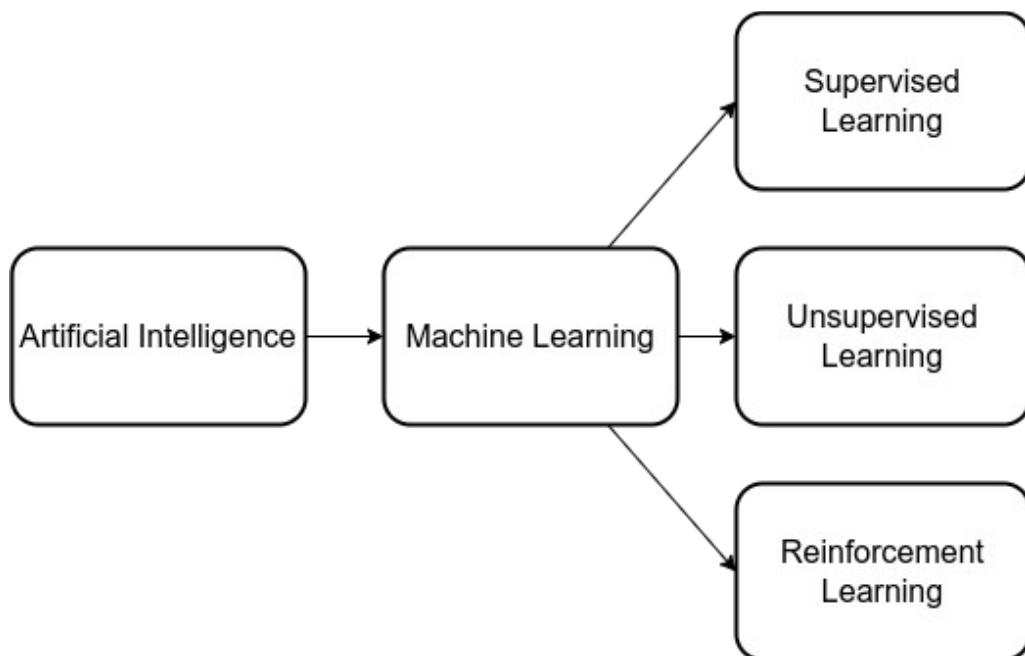 Artificial Intelligence
Machine Learning
Supervised
Learning
Unsupervised
Learning
Reinforcement
Learning